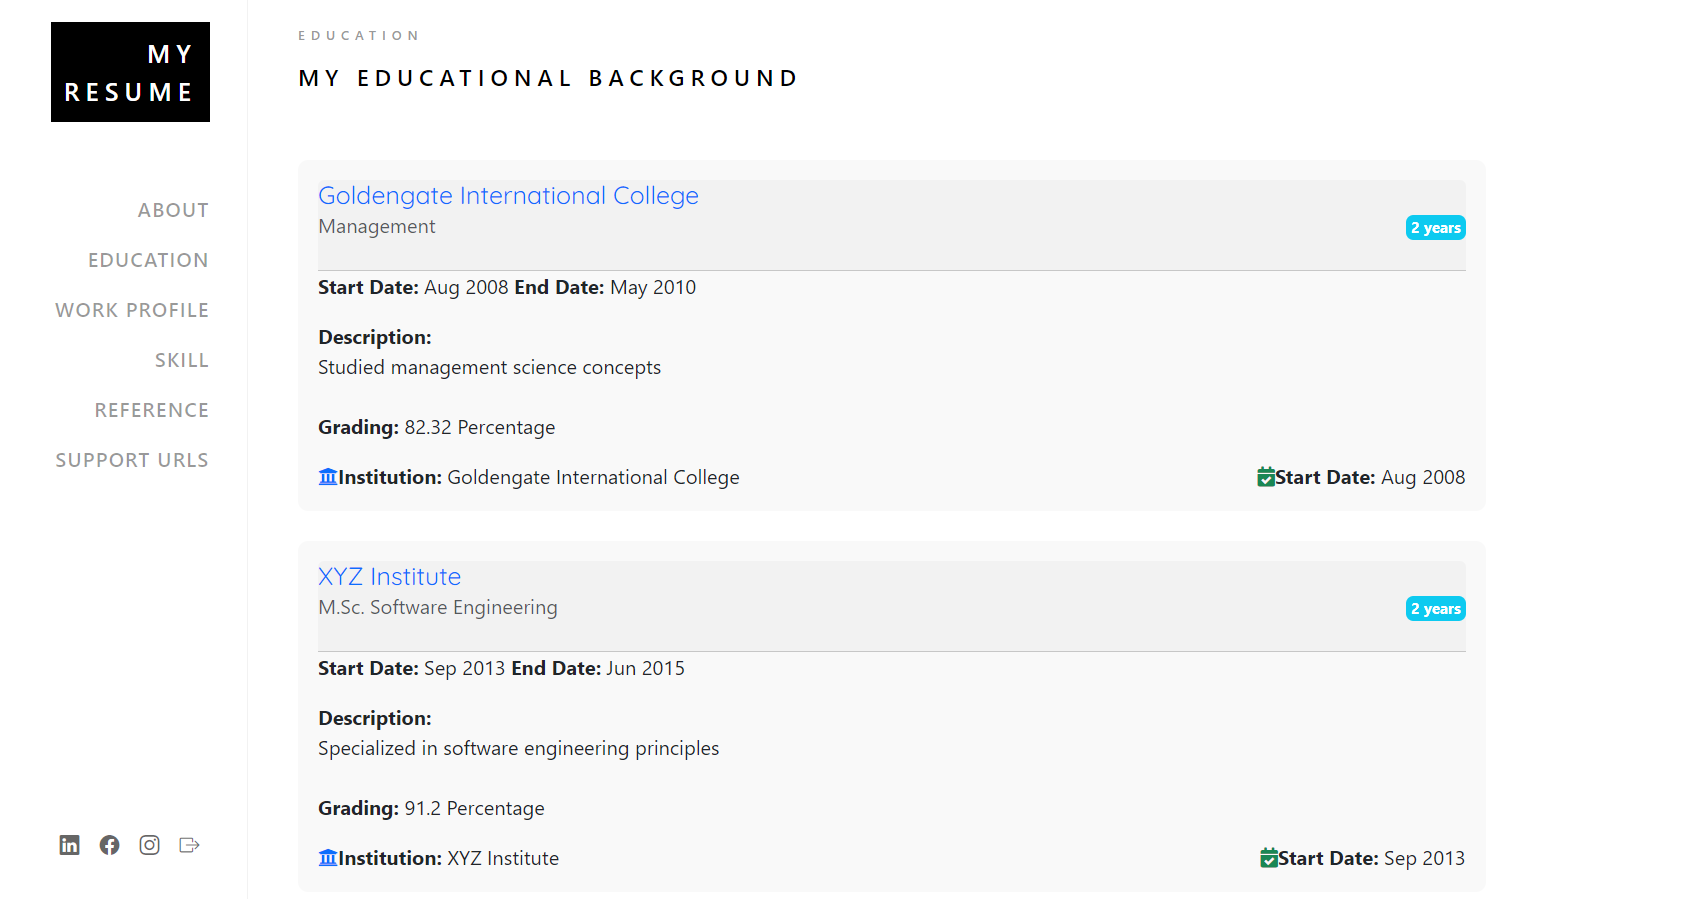 MY
RESUME
ABOUT
EDUCATION
WORK PROFILE
SKILL
REFERENCE
SUPPORT URLS
EDUCATION
MY EDUCATIONAL BACKGROUND
Goldengate International College
Management
2 years
Start Date: Aug 2008 End Date: May 2010
Description:
Studied management science concepts
Grading: 82.32 Percentage
Institution: Goldengate International College
Start Date: Aug 2008
XYZ Institute
M.Sc. Software Engineering
2 years
Start Date: Sep 2013 End Date: Jun 2015
Description:
Specialized in software engineering principles
Grading: 91.2 Percentage
Institution: XYZ Institute
Start Date: Sep 2013